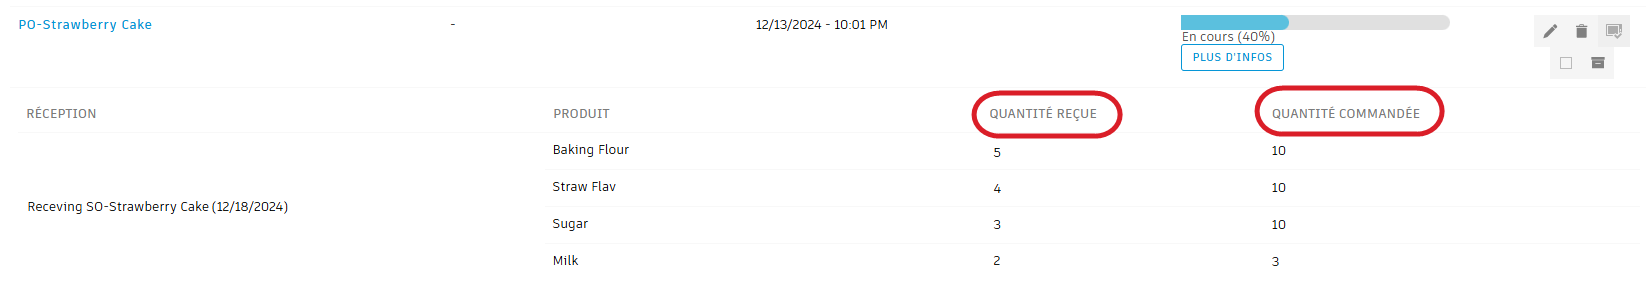 PO-Strawberry Cake - 12/13/2024 - 10:01 PM
En cours (40%)
PLUS D'INFOS
RÉCEPTION PRODUIT QUANTITÉ REÇUE QUANTITÉ COMMANDÉE
Baking Flour 5 10
Straw Flav 4 10
Receving SO-Strawberry Cake (12/18/2024)
Sugar 3 10
Milk 2 3